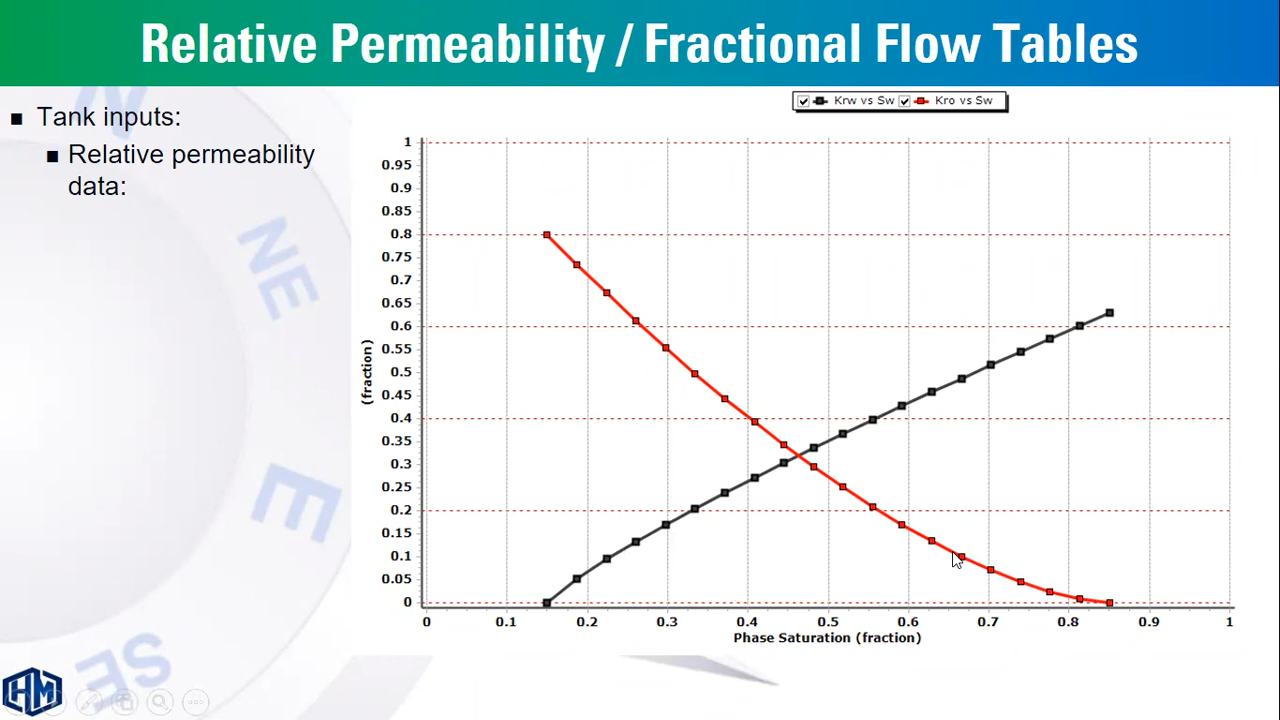 Relative Permeability / Fractional Flow Tables
■ Tank inputs:
■ Relative permeability
data:
Krw vs Sw Kro vs Sw
1
0.95
0.9
0.85
0.8
0.75
0.7
0.65
0.6
0.55
0.5
0.45
0.4
0.35
0.3
0.25
0.2
0.15
0.1
0.05
0
(fraction)
0 0.1 0.2 0.3 0.4 0.5 0.6 0.7 0.8 0.9 1
Phase Saturation (fraction)
N
NE
E
SE
HM